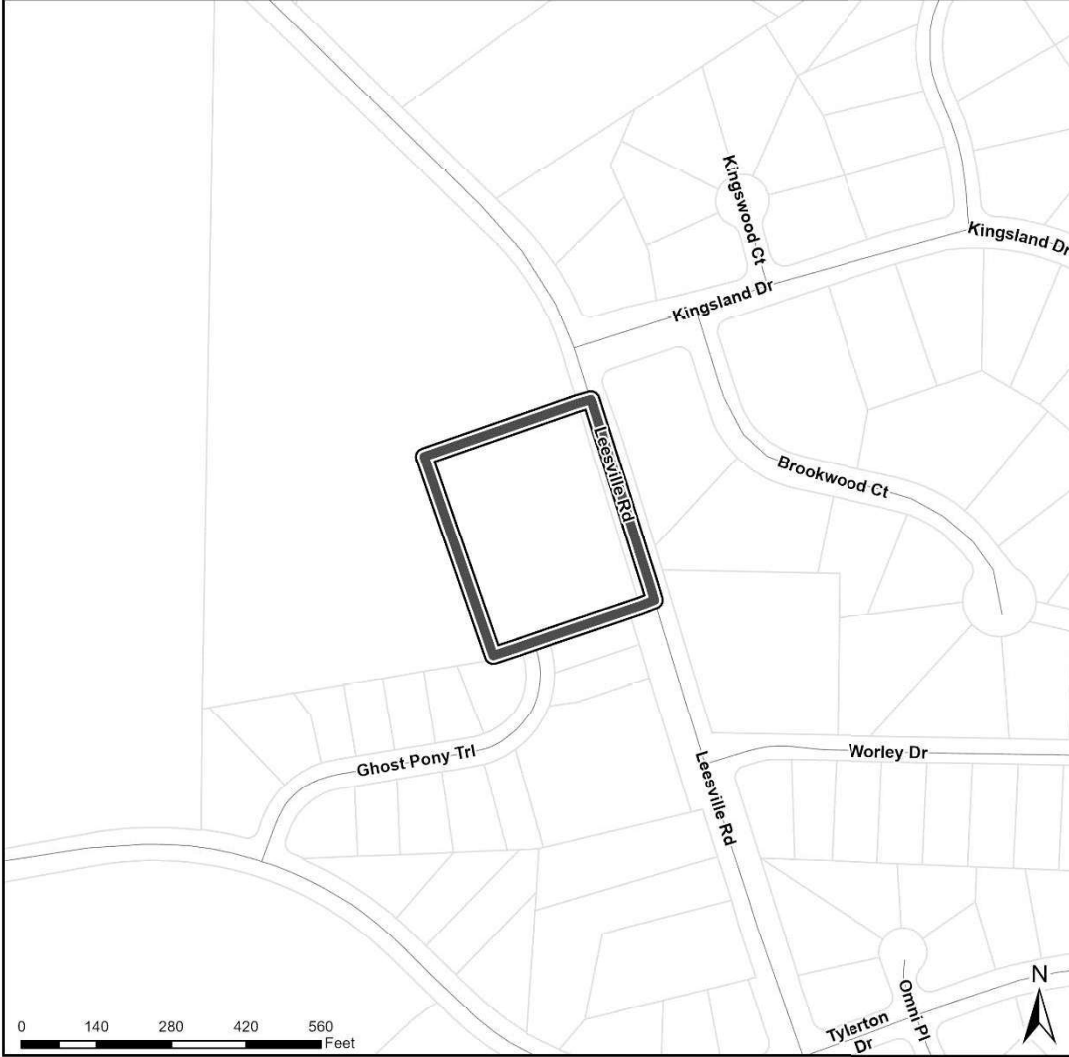 Kingswood Ct
Kingsland Dr
Kingsland Dr
Leesville Rd
Brookwood Ct
Ghost Pony Trl
Leesville Rd
Worley Dr
Omni Pl
Tylerton
Dr
N
0 140 280 420 560
Feet